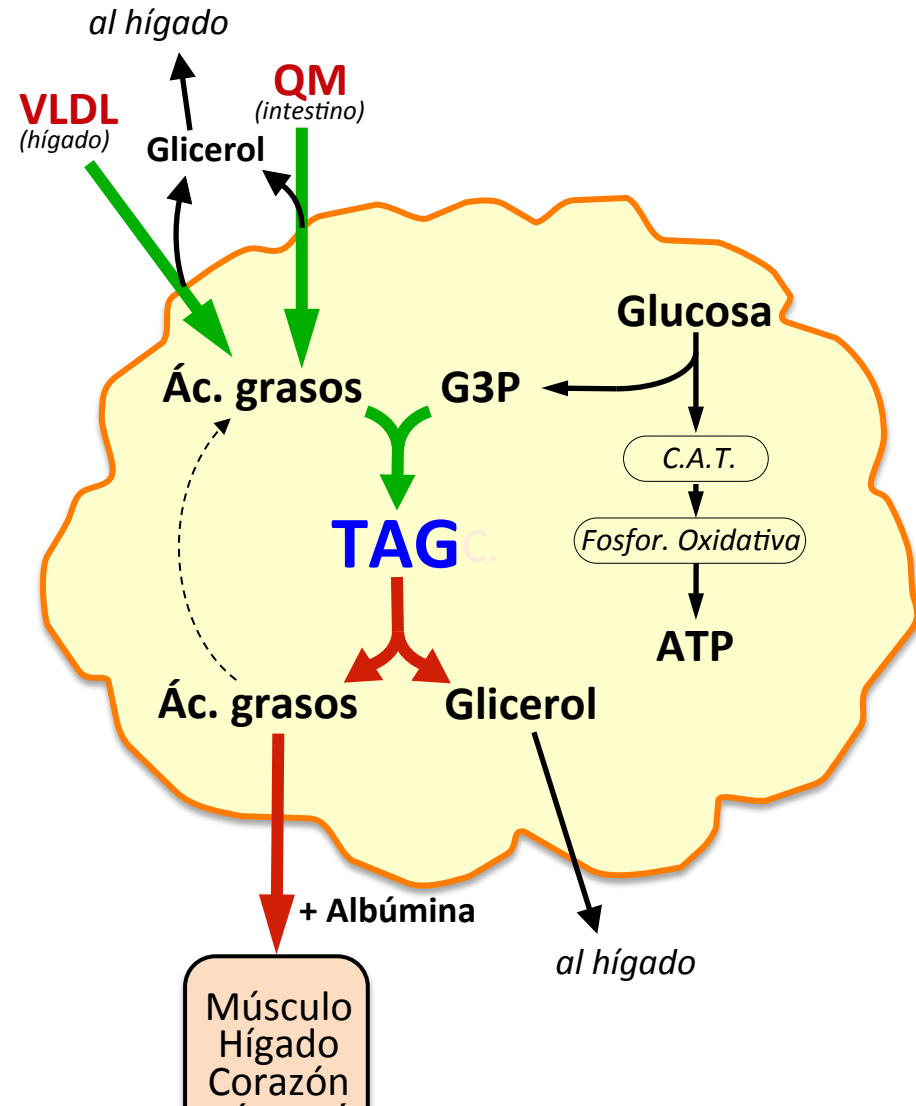 al hígado
VLDL
(hígado)
QM
(intestino)
Glicerol
Glucosa
Ác. grasos
G3P
C.A.T.
TAG
C.
Fosfor. Oxidativa
ATP
Ác. grasos
Glicerol
+ Albúmina
al hígado
Músculo
Hígado
Corazón